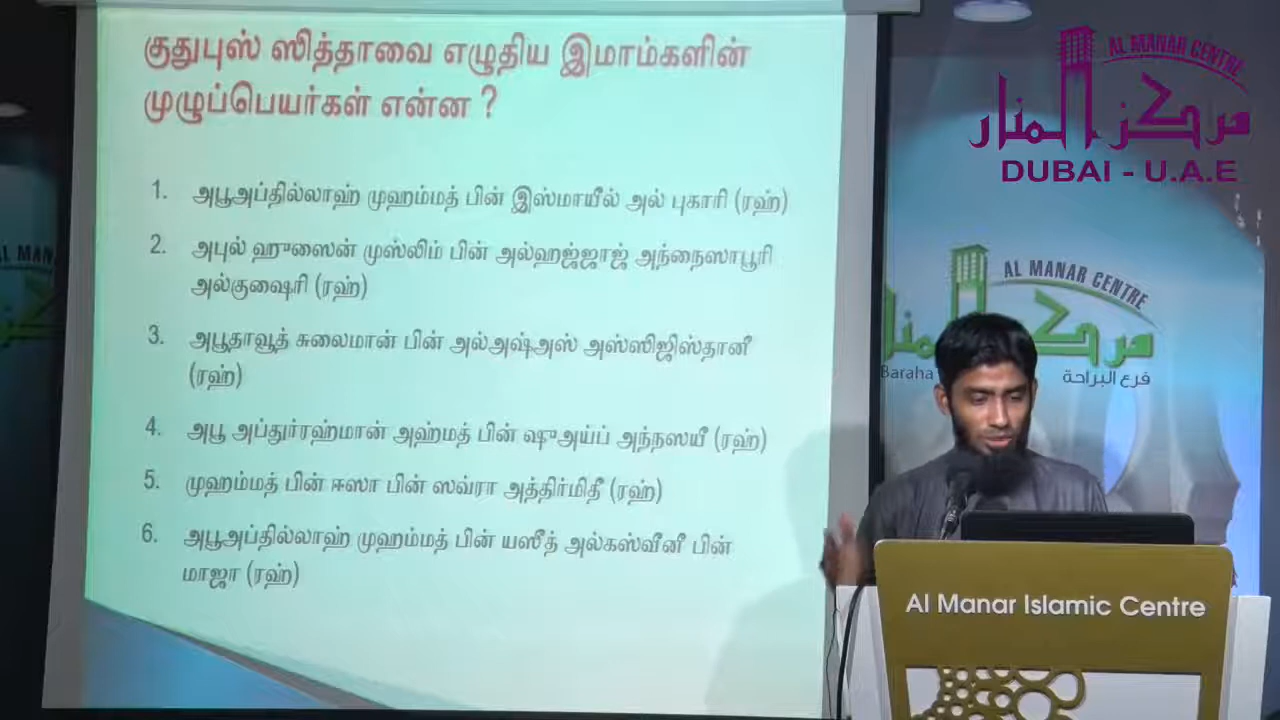 குதுபுஸ் ஸித்தாவை எழுதிய இமாம்களின்
முழுப்பெயர்கள் என்ன ?
1. அபூஅப்தில்லாஹ் முஹம்மத் பின் இஸ்மாயீல் அல் புகாரி (ரஹ்)
2. அபுல் ஹுஸைன் முஸ்லிம் பின் அல்ஹஜ்ஜாஜ் அந்நைஸாபூரி
அல்குஷைரி (ரஹ்)
3. அபூதாவூத் சுலைமான் பின் அல்அஷ்அஸ் அஸ்ஸிஜிஸ்தானீ
(ரஹ்)
4. அபூ அப்துர்ரஹ்மான் அஹ்மத் பின் ஷுஅய்ப் அந்நஸயீ (ரஹ்)
5. முஹம்மத் பின் ஈஸா பின் ஸவ்ரா அத்திர்மிதீ (ரஹ்)
6. அபூஅப்தில்லாஹ் முஹம்மத் பின் யஸீத் அல்கஸ்வீனீ பின்
மாஜா (ரஹ்)
AL MANAR CENTRE
مركز المنار
DUBAI - U.A.E
AL MANAR CENTRE
مركز المنار
Baraha
فرع البراحة
AL MAN
Al Manar Islamic Centre